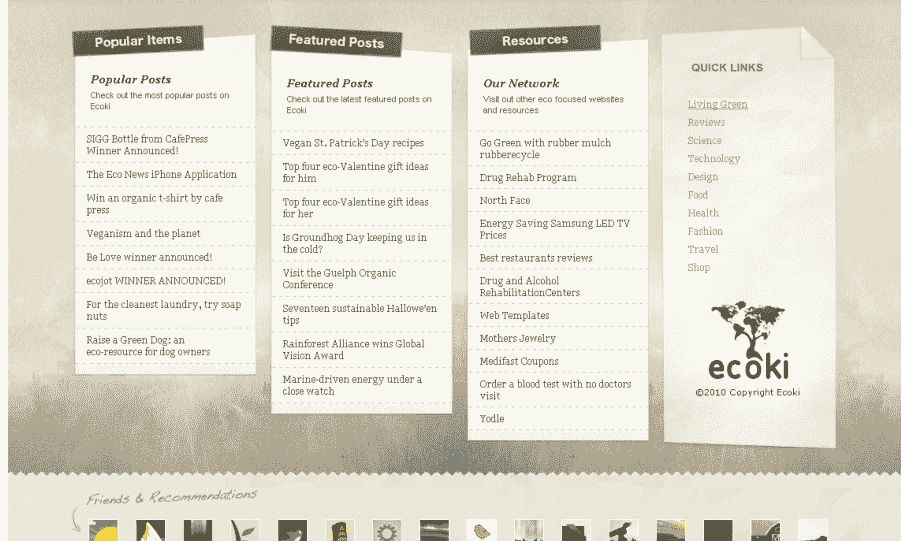 Popular Items
Popular Posts
Check out the most popular posts on
Ecoki
SIGG Bottle from CafePress
Winner Announced!
The Eco News iPhone Application
Win an organic t-shirt by cafe
press
Veganism and the planet
Be Love winner announced!
ecojot WINNER ANNOUNCED!
For the cleanest laundry, try soap
nuts
Raise a Green Dog: an
eco-resource for dog owners
Featured Posts
Featured Posts
Check out the latest featured posts on
Ecoki
Vegan St. Patrick's Day recipes
Top four eco-Valentine gift ideas
for him
Top four eco-Valentine gift ideas
for her
Is Groundhog Day keeping us in
the cold?
Visit the Guelph Organic
Conference
Seventeen sustainable Hallowe'en
tips
Rainforest Alliance wins Global
Vision Award
Marine-driven energy under a
close watch
Resources
Our Network
Visit out other eco focused websites
and resources
Go Green with rubber mulch
rubberecycle
Drug Rehab Program
North Face
Energy Saving Samsung LED TV
Prices
Best restaurants reviews
Drug and Alcohol
RehabilitationCenters
Web Templates
Mothers Jewelry
Medifast Coupons
Order a blood test with no doctors
visit
Yodle
QUICK LINKS
Living Green
Reviews
Science
Technology
Design
Food
Health
Fashion
Travel
Shop
ecoki
©2010 Copyright Ecoki
Friends & Recommendations